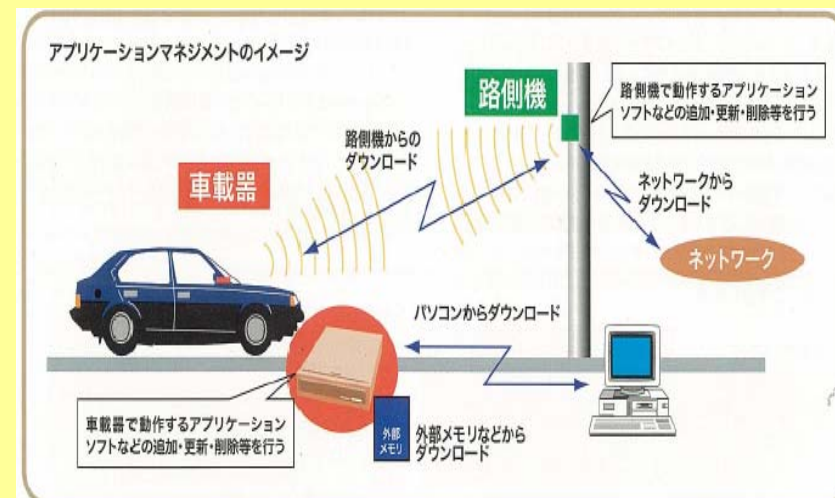 アプリケーションマネジメントのイメージ
路側機
路側機で動作するアプリケーション
ソフトなどの追加・更新・削除等を行う
路側機からの
ダウンロード
車載器
ネットワークから
ダウンロード
ネットワーク
パソコンからダウンロード
車載器で動作するアプリケーション
ソフトなどの追加・更新・削除等を行う
外部
メモリ
外部メモリなどから
ダウンロード